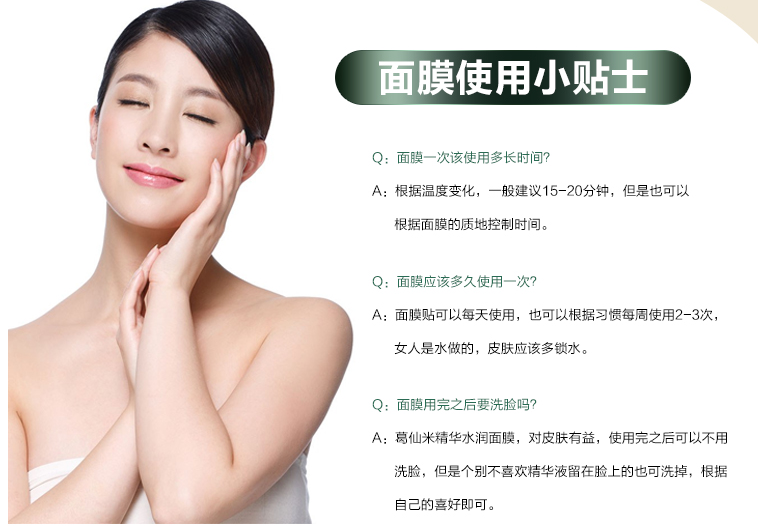 面膜使用小贴士
Q：面膜一次该使用多长时间？
A：根据温度变化，一般建议15-20分钟，但是也可以
根据面膜的质地控制时间。
Q：面膜应该多久使用一次？
A：面膜贴可以每天使用，也可以根据习惯每周使用2-3次，
女人是水做的，皮肤应该多锁水。
Q：面膜用完之后要洗脸吗？
A：葛仙米精华水润面膜，对皮肤有益，使用完之后可以不用
洗脸，但是个别不喜欢精华液留在脸上的也可洗掉，根据
自己的喜好即可。